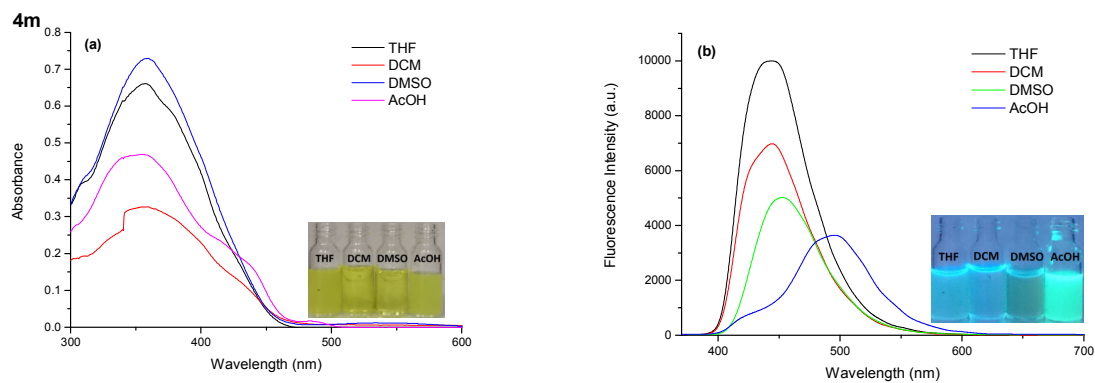 4m
(a)
THF
DCM
DMSO
AcOH
0.8
0.7
0.6
0.5
0.4
0.3
0.2
0.1
0.0
Absorbance
300
400
500
600
Wavelength (nm)
THF DCM DMSO AcOH
(b)
THF
DCM
DMSO
AcOH
10000
8000
6000
4000
2000
0
Fluorescence Intensity (a.u.)
400
500
600
700
Wavelength (nm)
THF DCM DMSO AcOH